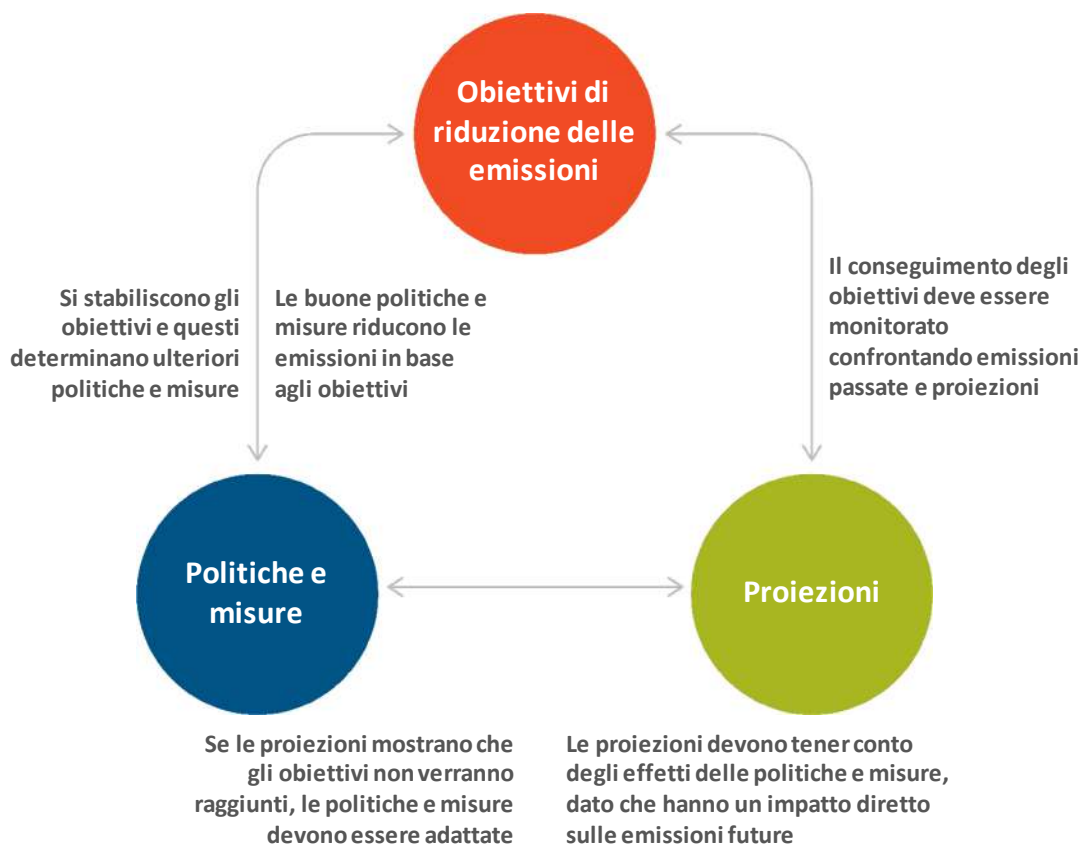 Obiettivi di
riduzione delle
emissioni
Si stabiliscono gli
obiettivi e questi
determinano ulteriori
politiche e misure
Le buone politiche e
misure riducono le
emissioni in base
agli obiettivi
Il conseguimento degli
obiettivi deve essere
monitorato
confrontando emissioni
passate e proiezioni
Politiche e
misure
Proiezioni
Se le proiezioni mostrano che
gli obiettivi non verranno
raggiunti, le politiche e misure
devono essere adattate
Le proiezioni devono tener conto
degli effetti delle politiche e misure,
dato che hanno un impatto diretto
sulle emissioni future